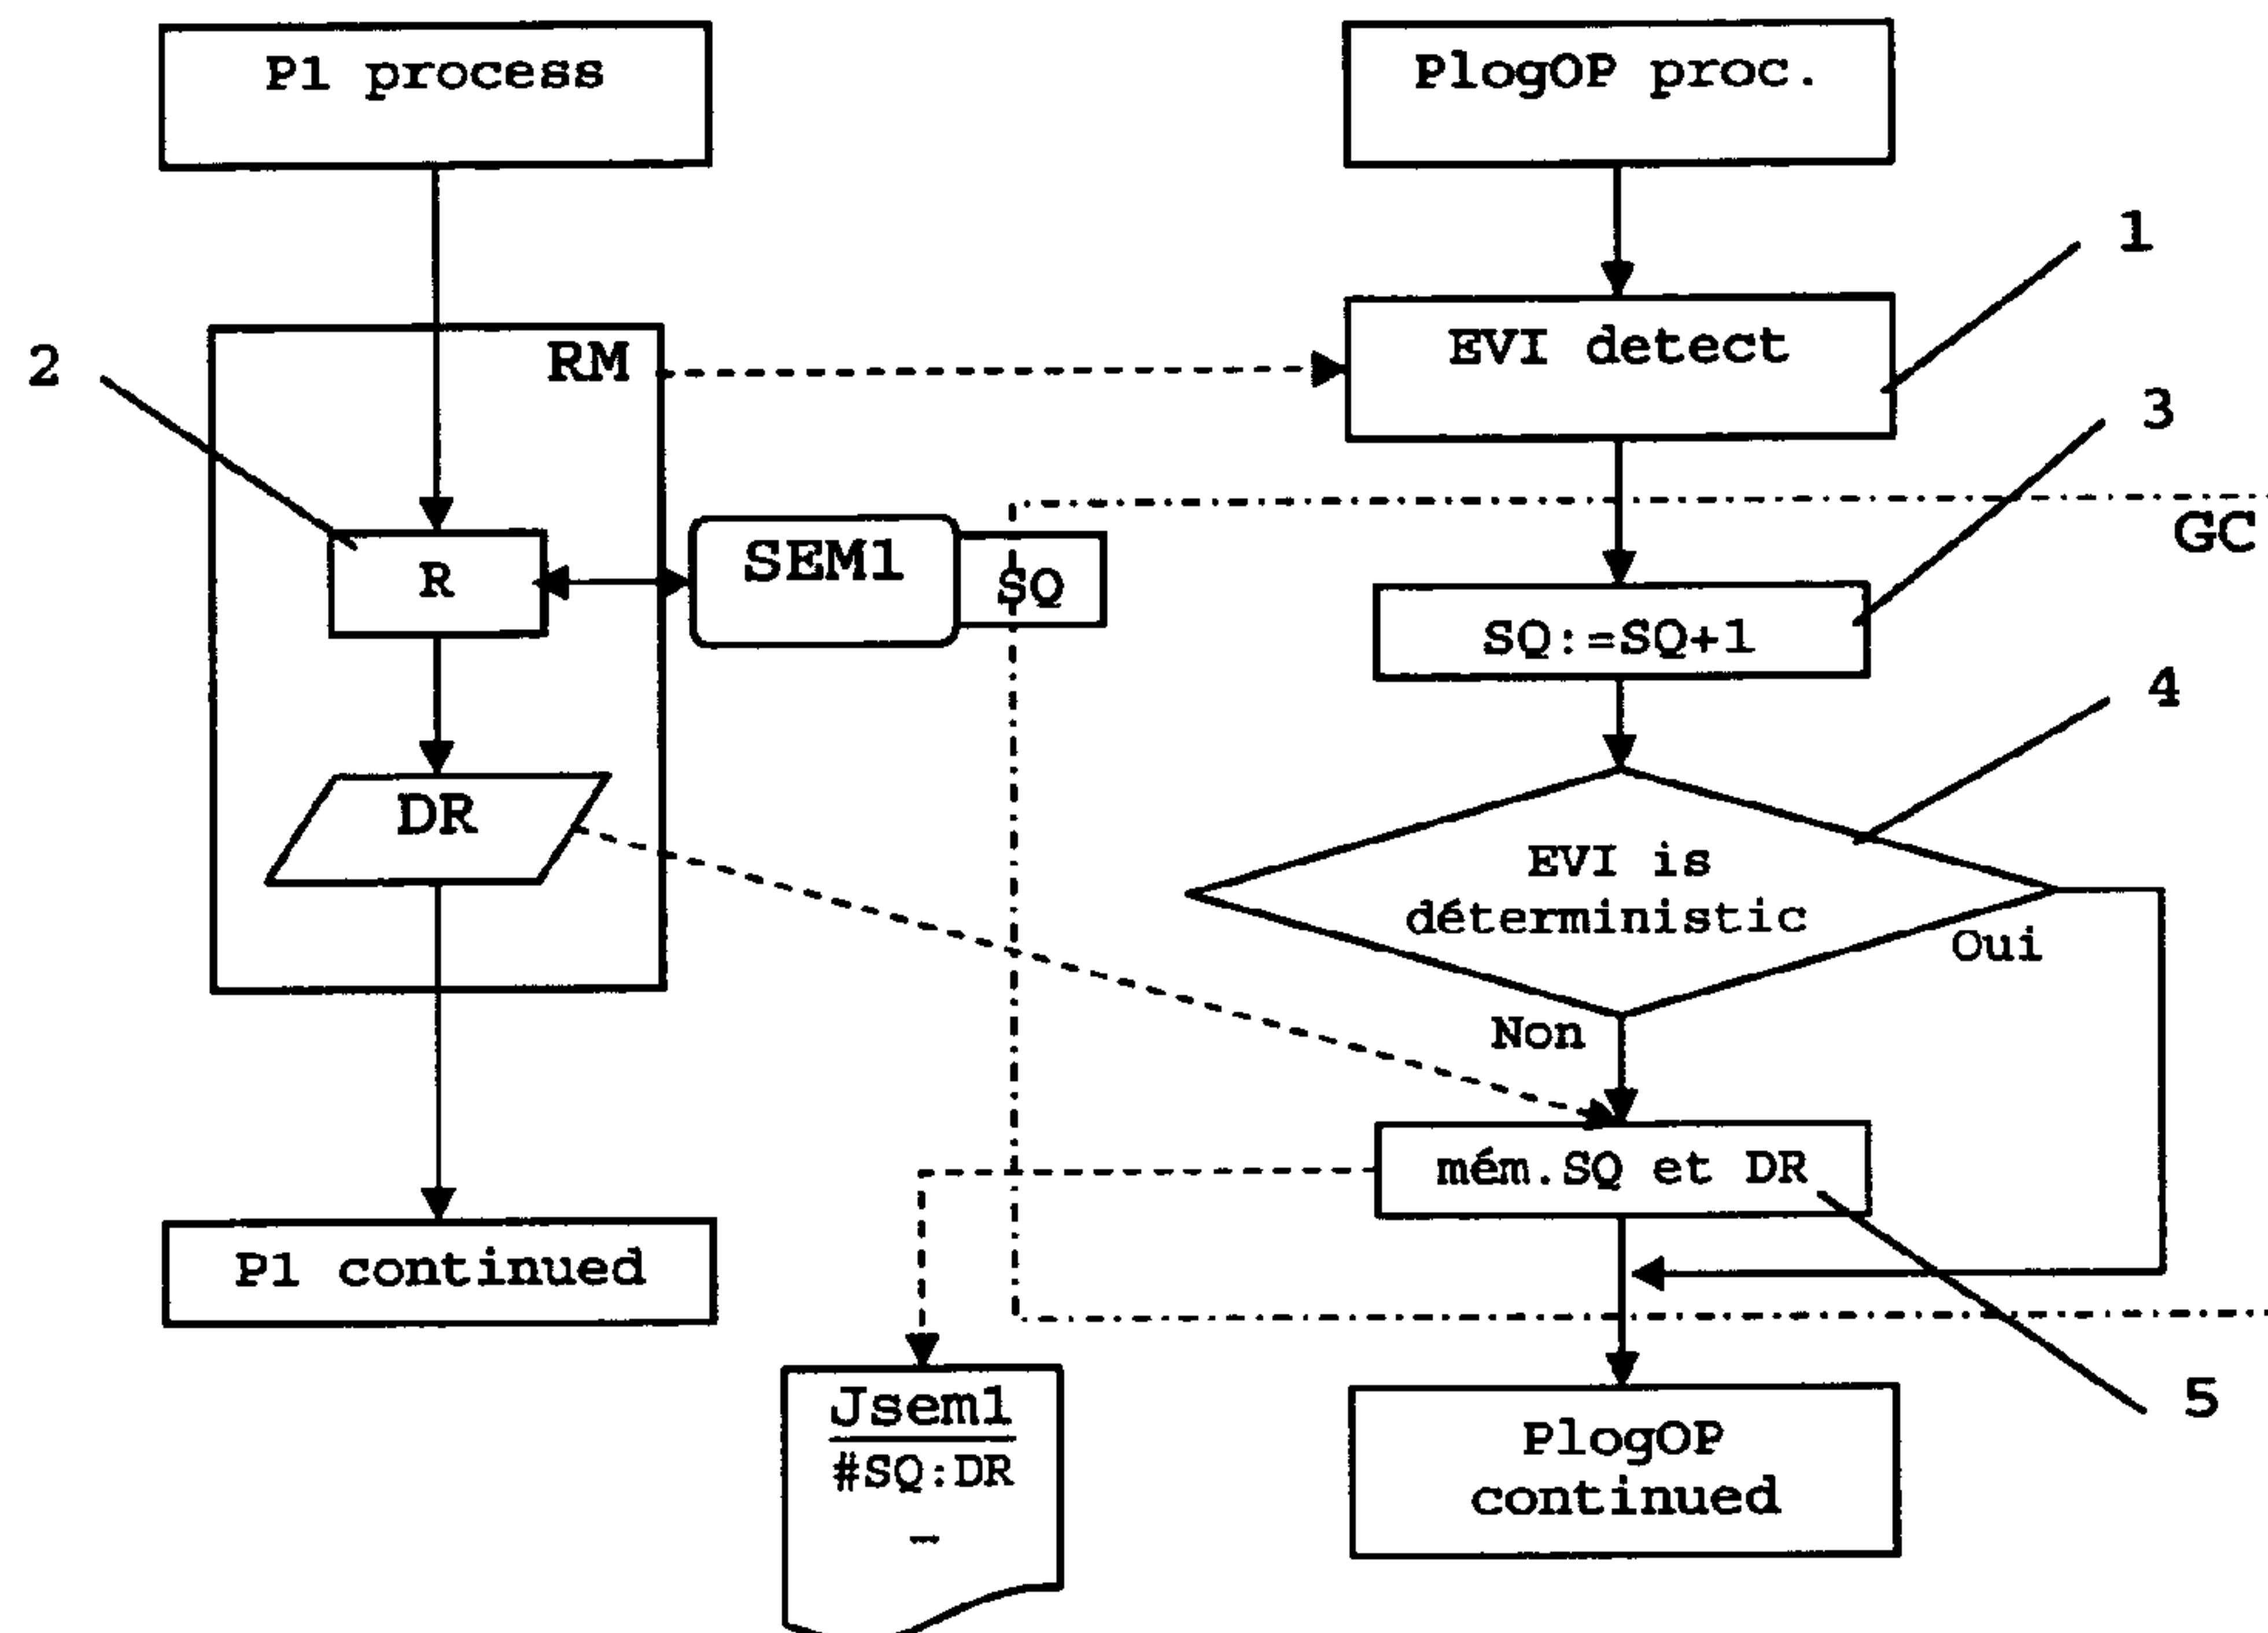 P1 process
PlogOP proc.
1
EVI detect
2
RM
3
GC
R
SEM1
SQ
SQ:=SQ+1
4
DR
EVI is
déterministic
Oui
Non
mém.SQ et DR
P1 continued
5
Jsem1
#SQ:DR
–
PlogOP
continued